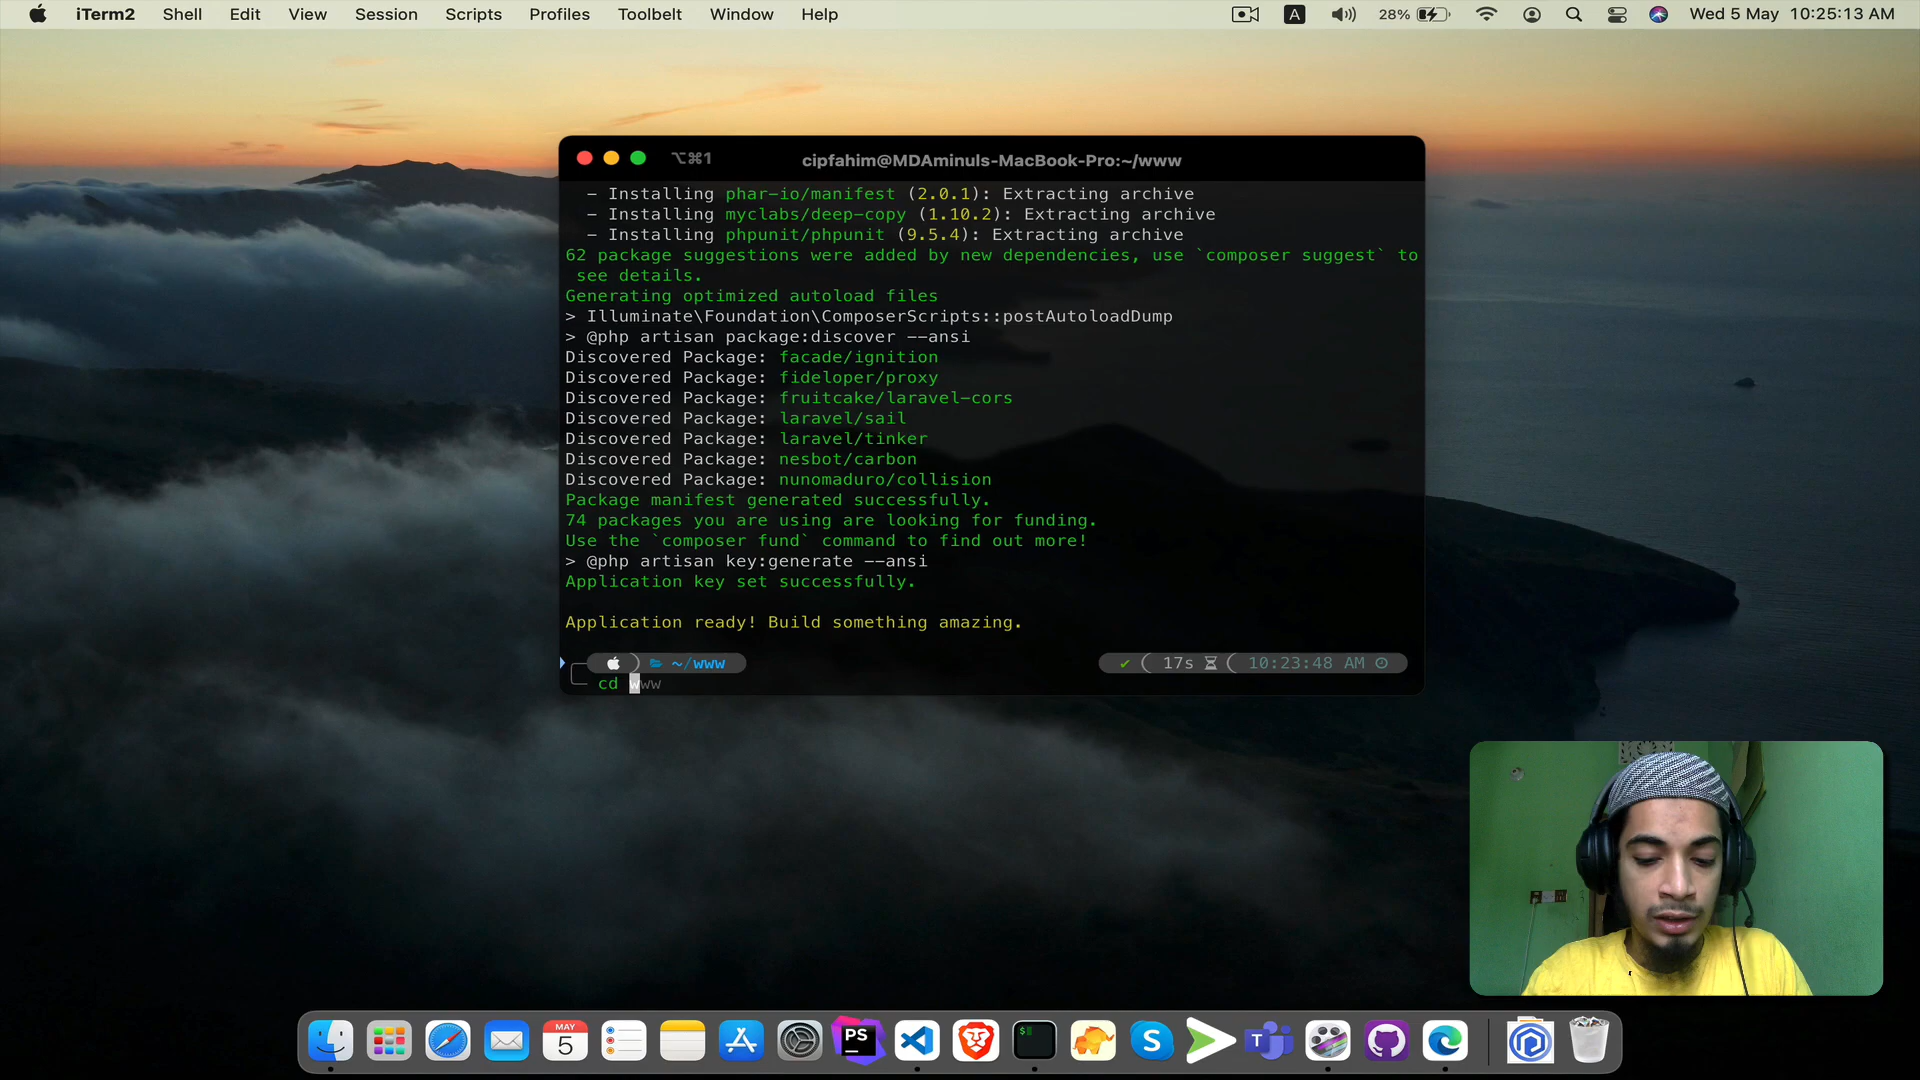 iTerm2 Shell Edit View Session Scripts Profiles Toolbelt Window Help A 28% Wed 5 May 10:25:13 AM
⌥⌘1 cipfahim@MDAminuls-MacBook-Pro:~/www
- Installing phar-io/manifest (2.0.1): Extracting archive
- Installing myclabs/deep-copy (1.10.2): Extracting archive
- Installing phpunit/phpunit (9.5.4): Extracting archive
62 package suggestions were added by new dependencies, use `composer suggest` to
see details.
Generating optimized autoload files
> Illuminate\Foundation\ComposerScripts::postAutoloadDump
> @php artisan package:discover --ansi
Discovered Package: facade/ignition
Discovered Package: fideloper/proxy
Discovered Package: fruitcake/laravel-cors
Discovered Package: laravel/sail
Discovered Package: laravel/tinker
Discovered Package: nesbot/carbon
Discovered Package: nunomaduro/collision
Package manifest generated successfully.
74 packages you are using are looking for funding.
Use the `composer fund` command to find out more!
> @php artisan key:generate --ansi
Application key set successfully.
Application ready! Build something amazing.
~/www ✓ 17s 10:23:48 AM
cd www
MAY
5
PS
$
S
T